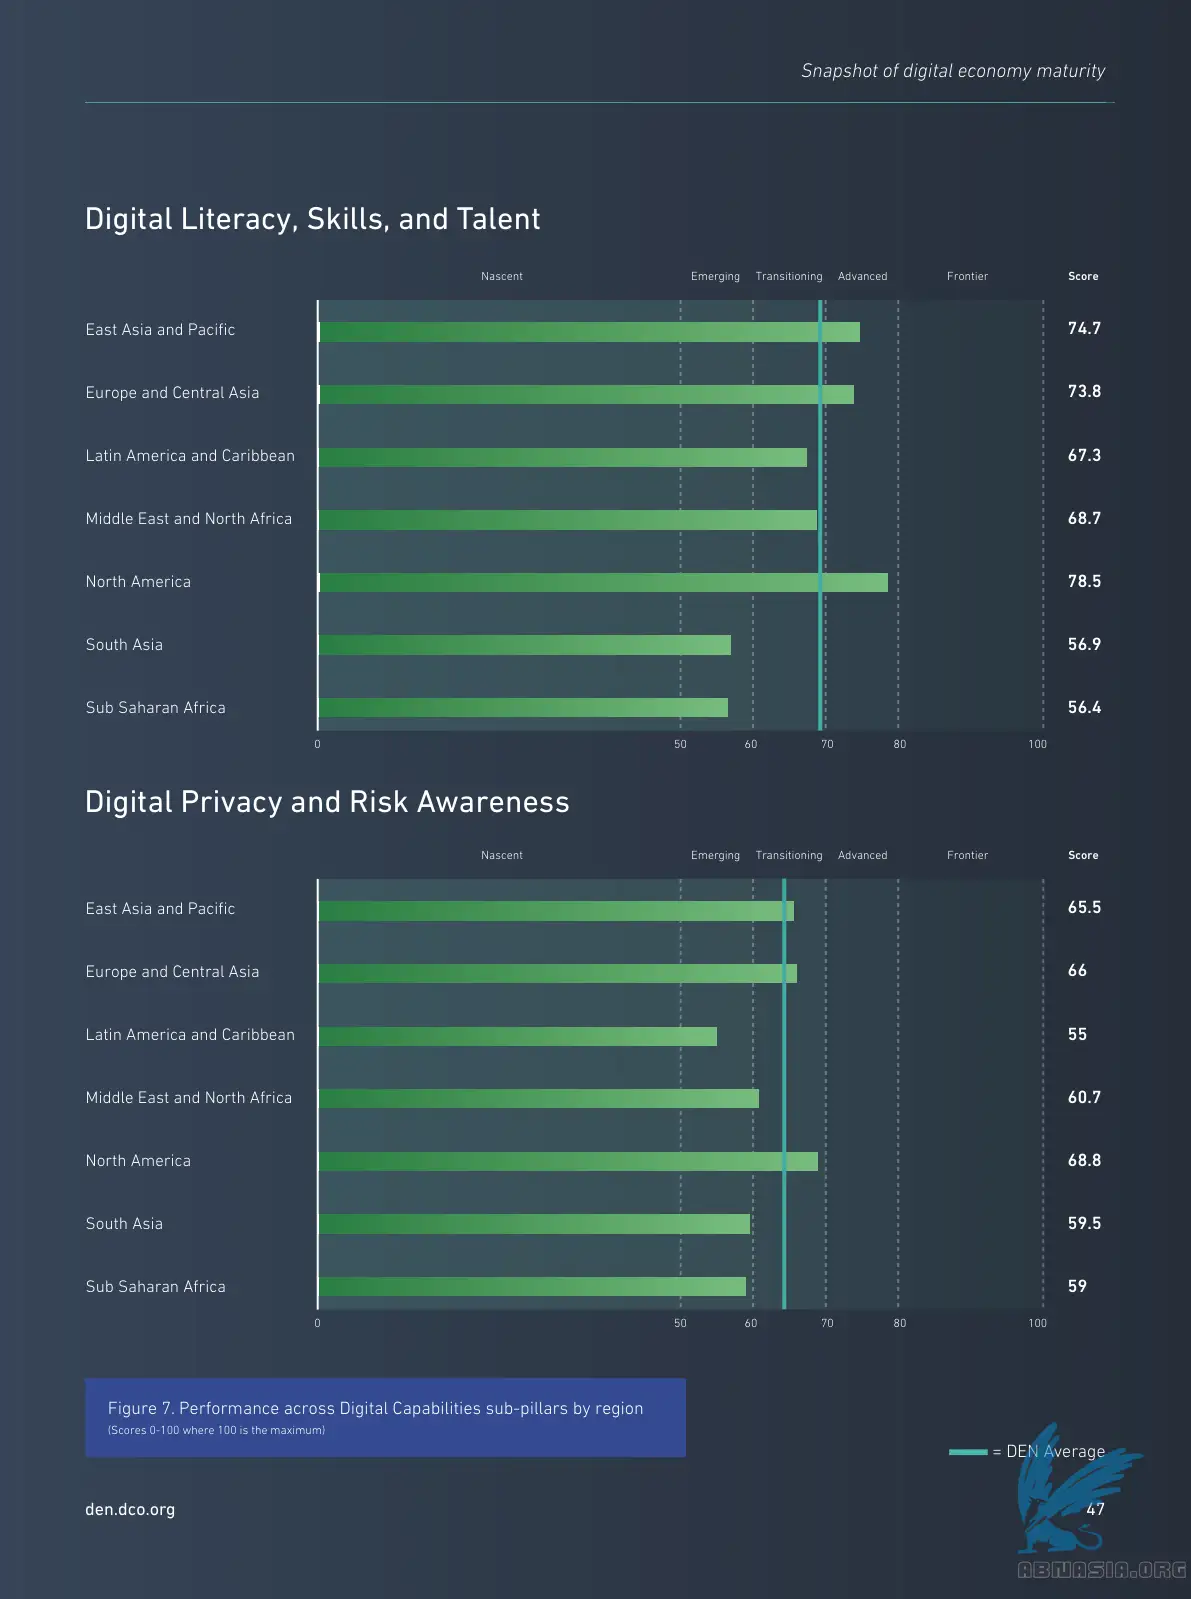 Snapshot of digital economy maturity
Digital Literacy, Skills, and Talent
Nascent Emerging Transitioning Advanced Frontier Score
East Asia and Pacific 74.7
Europe and Central Asia 73.8
Latin America and Caribbean 67.3
Middle East and North Africa 68.7
North America 78.5
South Asia 56.9
Sub Saharan Africa 56.4
0 50 60 70 80 100
Digital Privacy and Risk Awareness
Nascent Emerging Transitioning Advanced Frontier Score
East Asia and Pacific 65.5
Europe and Central Asia 66
Latin America and Caribbean 55
Middle East and North Africa 60.7
North America 68.8
South Asia 59.5
Sub Saharan Africa 59
0 50 60 70 80 100
Figure 7. Performance across Digital Capabilities sub-pillars by region
(Scores 0-100 where 100 is the maximum)
= DEN Average
den.dco.org 47
ABNASIA.ORG